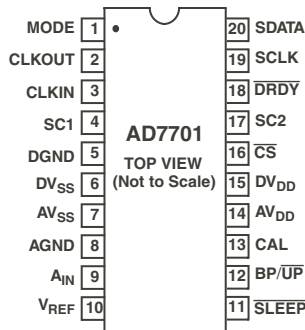 MODE 1 20 SDATA
CLKOUT 2 19 SCLK
CLKIN 3 18 DRDY
SC1 4 17 SC2
AD7701
DGND 5 16 CS
TOP VIEW
DVSS 6 (Not to Scale) 15 DVDD
AVSS 7 14 AVDD
AGND 8 13 CAL
AIN 9 12 BP/UP
VREF 10 11 SLEEP